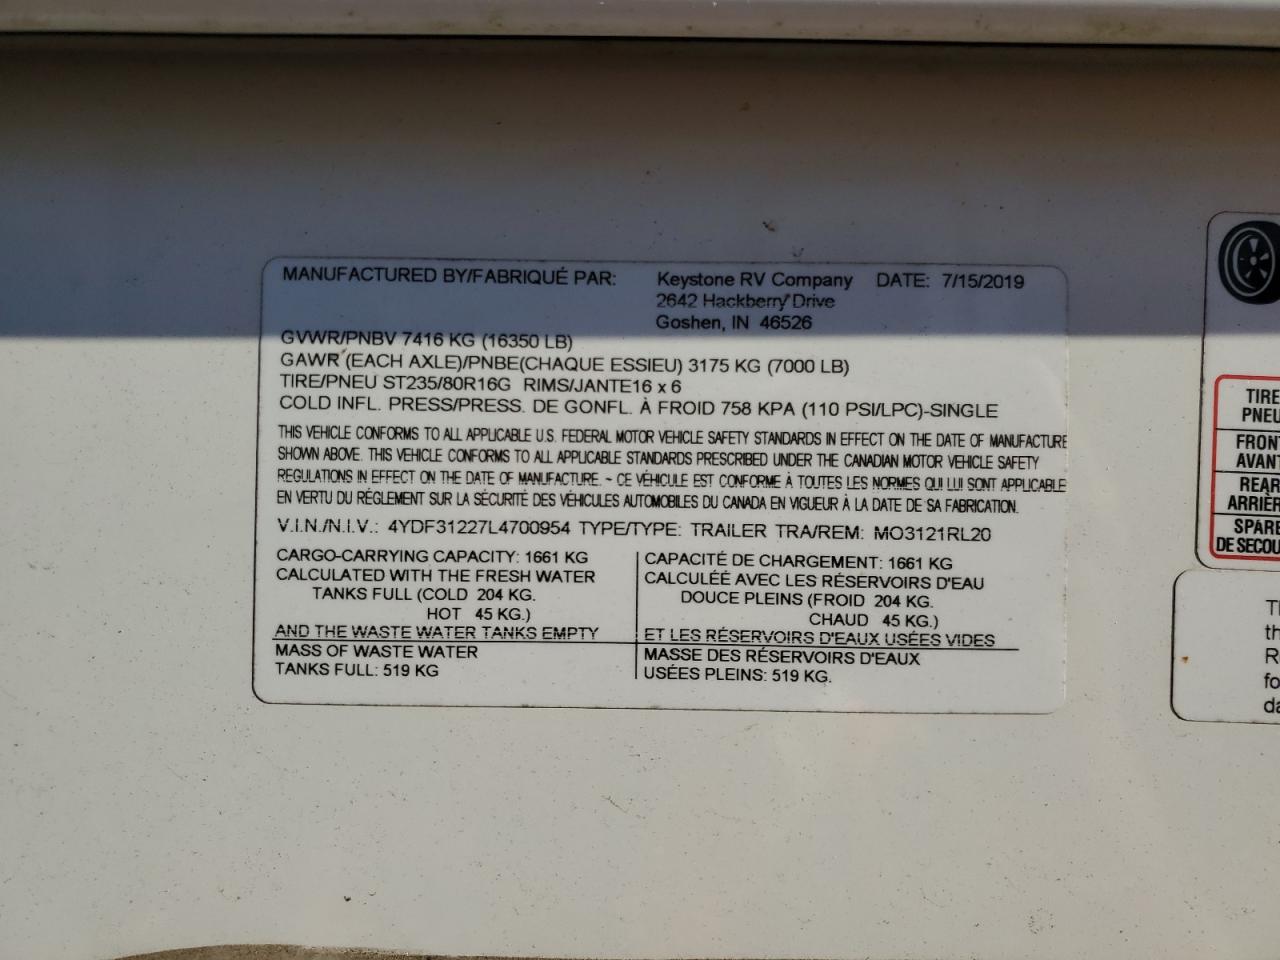 MANUFACTURED BY/FABRIQUÉ PAR: Keystone RV Company DATE: 7/15/2019
2642 Hackberry Drive
Goshen, IN 46526
GVWR/PNBV 7416 KG (16350 LB)
GAWR (EACH AXLE)/PNBE(CHAQUE ESSIEU) 3175 KG (7000 LB)
TIRE/PNEU ST235/80R16G RIMS/JANTE16 x 6
COLD INFL. PRESS/PRESS. DE GONFL. À FROID 758 KPA (110 PSI/LPC)-SINGLE
THIS VEHICLE CONFORMS TO ALL APPLICABLE U.S. FEDERAL MOTOR VEHICLE SAFETY STANDARDS IN EFFECT ON THE DATE OF MANUFACTURE
SHOWN ABOVE. THIS VEHICLE CONFORMS TO ALL APPLICABLE STANDARDS PRESCRIBED UNDER THE CANADIAN MOTOR VEHICLE SAFETY
REGULATIONS IN EFFECT ON THE DATE OF MANUFACTURE. ~ CE VÉHICULE EST CONFORME À TOUTES LES NORMES QUI LUI SONT APPLICABLE
EN VERTU DU RÉGLEMENT SUR LA SÉCURITÉ DES VÉHICULES AUTOMOBILES DU CANADA EN VIGUEUR À LA DATE DE SA FABRICATION.
V.I.N./N.I.V.: 4YDF31227L4700954 TYPE/TYPE: TRAILER TRA/REM: MO3121RL20
CARGO-CARRYING CAPACITY: 1661 KG
CALCULATED WITH THE FRESH WATER
TANKS FULL (COLD 204 KG.
HOT 45 KG.)
AND THE WASTE WATER TANKS EMPTY
MASS OF WASTE WATER
TANKS FULL: 519 KG
CAPACITÉ DE CHARGEMENT: 1661 KG
CALCULÉE AVEC LES RÉSERVOIRS D'EAU
DOUCE PLEINS (FROID 204 KG.
CHAUD 45 KG.)
ET LES RÉSERVOIRS D'EAUX USÉES VIDES
MASSE DES RÉSERVOIRS D'EAUX
USÉES PLEINS: 519 KG.
TIRE
PNEU
FRONT
AVANT
REAR
ARRIÈR
SPARE
DE SECOU
T
th
R
fo
da